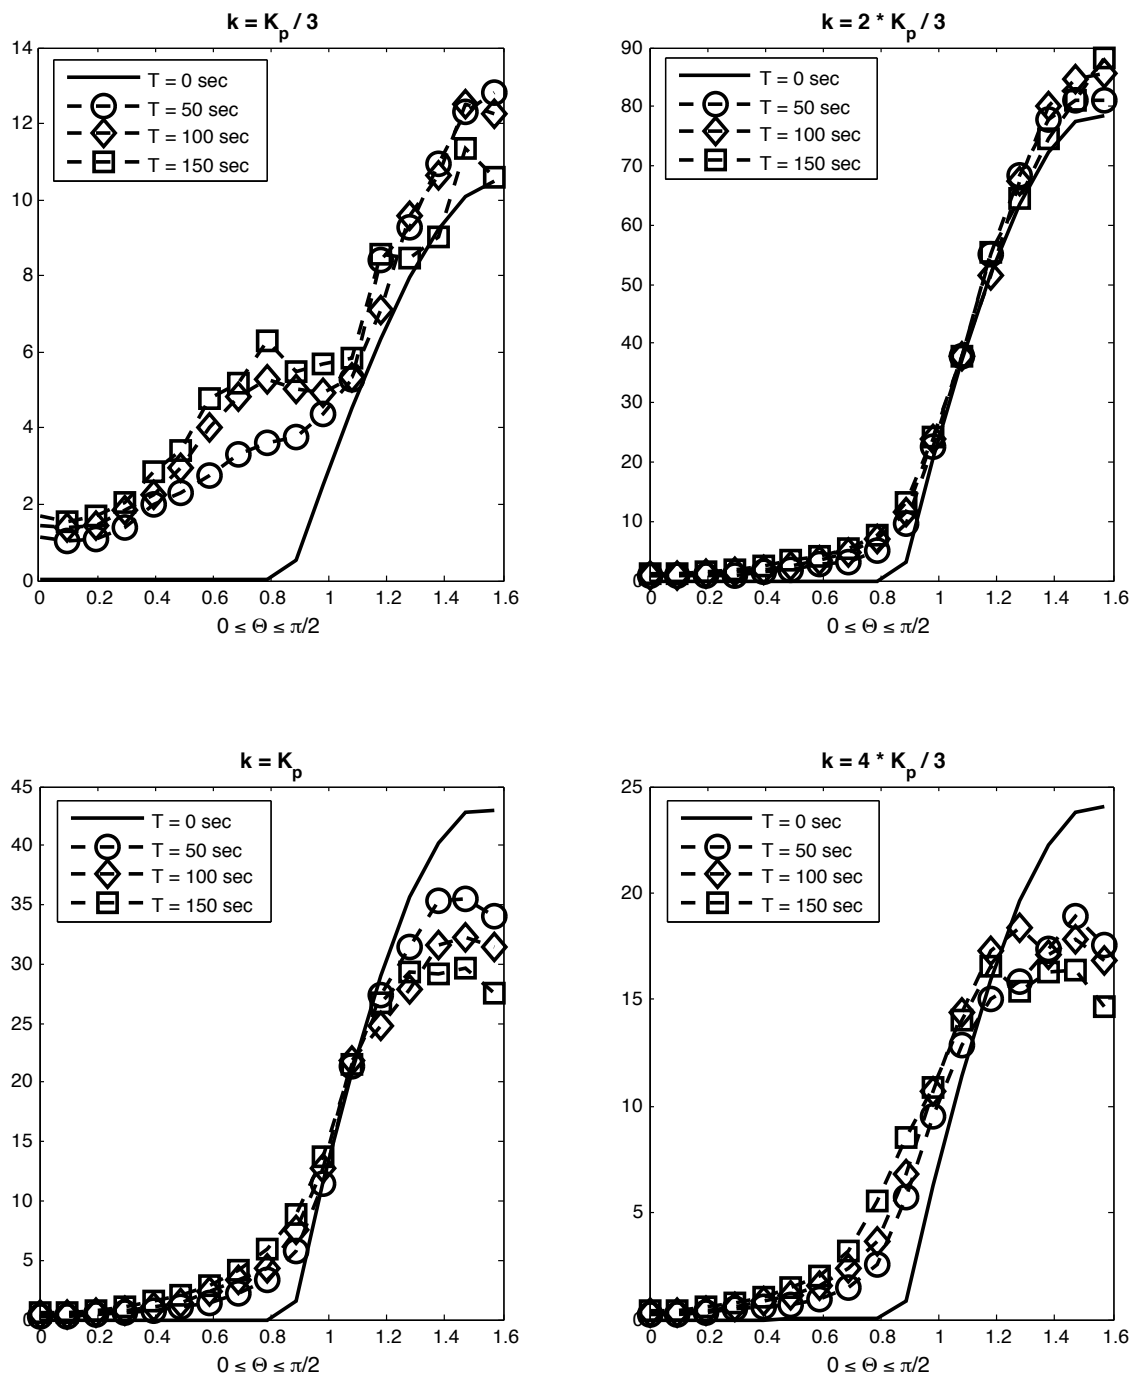 k = Kp / 3
14
12
10
8
6
4
2
0
T = 0 sec
T = 50 sec
T = 100 sec
T = 150 sec
0 0.2 0.4 0.6 0.8 1 1.2 1.4 1.6
0 ≤ Θ ≤ π/2
k = 2 * Kp / 3
90
80
70
60
50
40
30
20
10
0
T = 0 sec
T = 50 sec
T = 100 sec
T = 150 sec
0 0.2 0.4 0.6 0.8 1 1.2 1.4 1.6
0 ≤ Θ ≤ π/2
k = Kp
45
40
35
30
25
20
15
10
5
0
T = 0 sec
T = 50 sec
T = 100 sec
T = 150 sec
0 0.2 0.4 0.6 0.8 1 1.2 1.4 1.6
0 ≤ Θ ≤ π/2
k = 4 * Kp / 3
25
20
15
10
5
0
T = 0 sec
T = 50 sec
T = 100 sec
T = 150 sec
0 0.2 0.4 0.6 0.8 1 1.2 1.4 1.6
0 ≤ Θ ≤ π/2